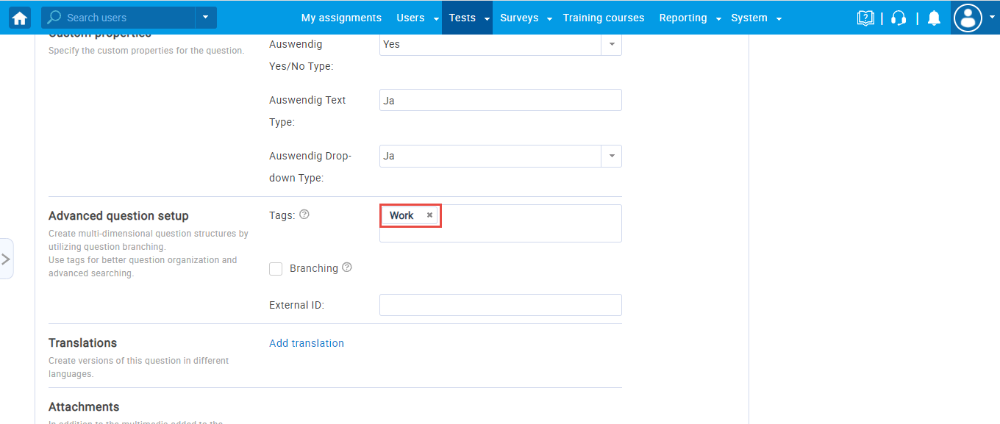 Search users
My assignments
Users
Tests
Surveys
Training courses
Reporting
System
Custom properties
Specify the custom properties for the question.
Auswendig
Yes/No Type:
Yes
Auswendig Text
Type:
Ja
Auswendig Drop-
down Type:
Ja
Advanced question setup
Create multi-dimensional question structures by
utilizing question branching.
Use tags for better question organization and
advanced searching.
Tags:
Work
Branching
External ID:
Translations
Create versions of this question in different
languages.
Add translation
Attachments
In addition to the multimedia added to the